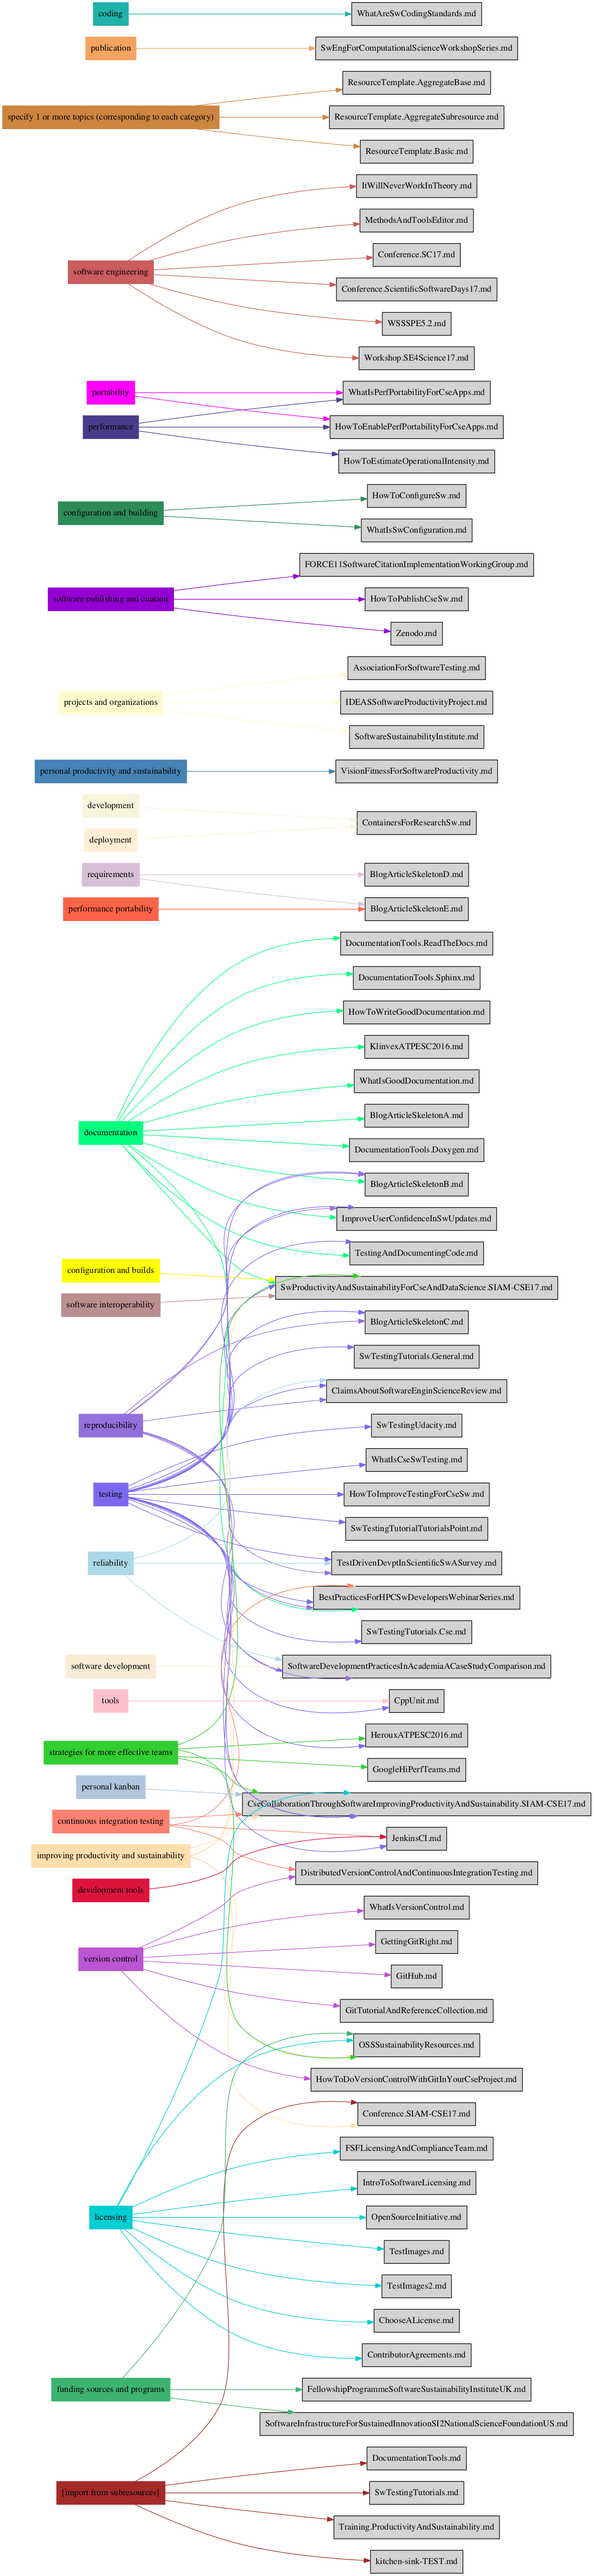 coding
WhatAreSwCodingStandards.md
publication
SwEngForComputationalScienceWorkshopSeries.md
ResourceTemplate.AggregateBase.md
specify 1 or more topics (corresponding to each category)
ResourceTemplate.AggregateSubresource.md
ResourceTemplate.Basic.md
ItWillNeverWorkInTheory.md
MethodsAndToolsEditor.md
Conference.SC17.md
software engineering
Conference.ScientificSoftwareDays17.md
WSSSPE5.2.md
Workshop.SE4Science17.md
portability
WhatIsPerfPortabilityForCseApps.md
performance
HowToEnablePerfPortabilityForCseApps.md
HowToEstimateOperationalIntensity.md
HowToConfigureSw.md
configuration and building
WhatIsSwConfiguration.md
FORCE11SoftwareCitationImplementationWorkingGroup.md
software publishing and citation
HowToPublishCseSw.md
Zenodo.md
AssociationForSoftwareTesting.md
projects and organizations
IDEASSoftwareProductivityProject.md
SoftwareSustainabilityInstitute.md
personal productivity and sustainability
VisionFitnessForSoftwareProductivity.md
development
ContainersForResearchSw.md
deployment
requirements
BlogArticleSkeletonD.md
performance portability
BlogArticleSkeletonE.md
DocumentationTools.ReadTheDocs.md
DocumentationTools.Sphinx.md
HowToWriteGoodDocumentation.md
KlinvexATPESC2016.md
WhatIsGoodDocumentation.md
BlogArticleSkeletonA.md
documentation
DocumentationTools.Doxygen.md
BlogArticleSkeletonB.md
ImproveUserConfidenceInSwUpdates.md
TestingAndDocumentingCode.md
configuration and builds
SwProductivityAndSustainabilityForCseAndDataScience.SIAM-CSE17.md
software interoperability
BlogArticleSkeletonC.md
SwTestingTutorials.General.md
ClaimsAboutSoftwareEnginScienceReview.md
reproducibility
SwTestingUdacity.md
WhatIsCseSwTesting.md
testing
HowToImproveTestingForCseSw.md
SwTestingTutorialTutorialsPoint.md
reliability
TestDrivenDevptInScientificSwASurvey.md
BestPracticesForHPCSwDevelopersWebinarSeries.md
SwTestingTutorials.Cse.md
software development
SoftwareDevelopmentPracticesInAcademiaACaseStudyComparison.md
tools
CppUnit.md
HerouxATPESC2016.md
strategies for more effective teams
GoogleHiPerfTeams.md
personal kanban
CseCollaborationThroughSoftwareImprovingProductivityAndSustainability.SIAM-CSE17.md
continuous integration testing
JenkinsCI.md
improving productivity and sustainability
DistributedVersionControlAndContinuousIntegrationTesting.md
development tools
WhatIsVersionControl.md
GettingGitRight.md
version control
GitHub.md
GitTutorialAndReferenceCollection.md
OSSSustainabilityResources.md
HowToDoVersionControlWithGitInYourCseProject.md
Conference.SIAM-CSE17.md
FSFLicensingAndComplianceTeam.md
IntroToSoftwareLicensing.md
licensing
OpenSourceInitiative.md
TestImages.md
TestImages2.md
ChooseALicense.md
ContributorAgreements.md
funding sources and programs
FellowshipProgrammeSoftwareSustainabilityInstituteUK.md
SoftwareInfrastructureForSustainedInnovationSI2NationalScienceFoundationUS.md
DocumentationTools.md
[import from subresources]
SwTestingTutorials.md
Training.ProductivityAndSustainability.md
kitchen-sink-TEST.md